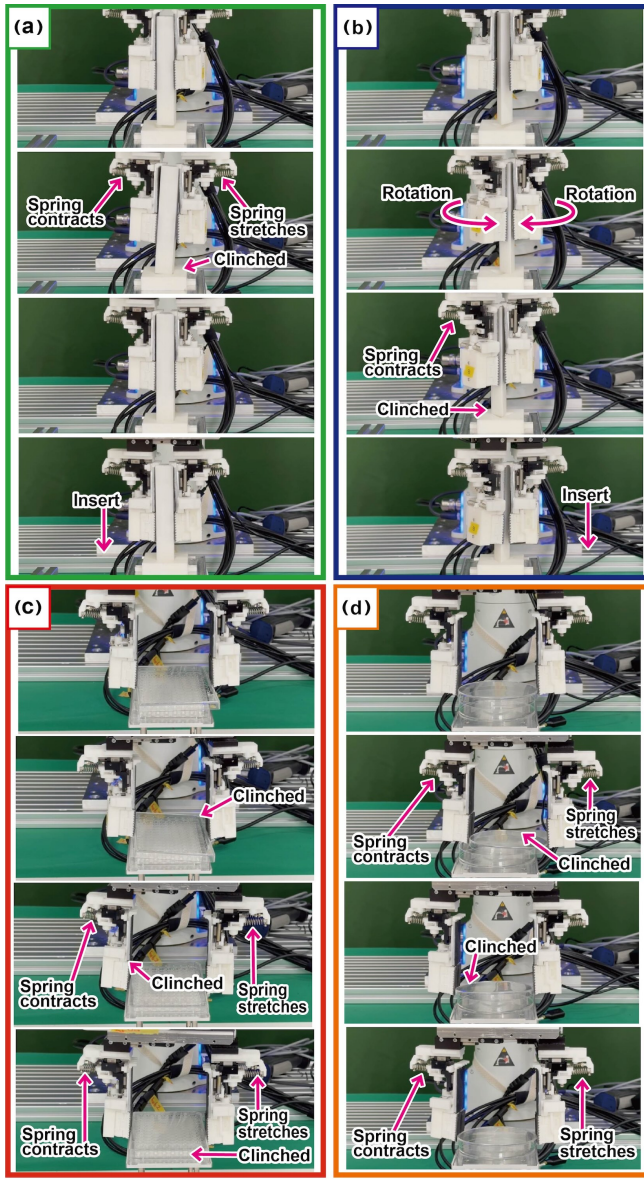 (a)
Spring
contracts
Spring
stretches
Clinched
Insert
(b)
Rotation
Rotation
Spring
contracts
Clinched
Insert
(c)
Clinched
Spring
contracts
Clinched
Spring
stretches
Spring
contracts
Spring
stretches
Clinched
(d)
Spring
contracts
Spring
stretches
Clinched
Clinched
Spring
contracts
Spring
stretches